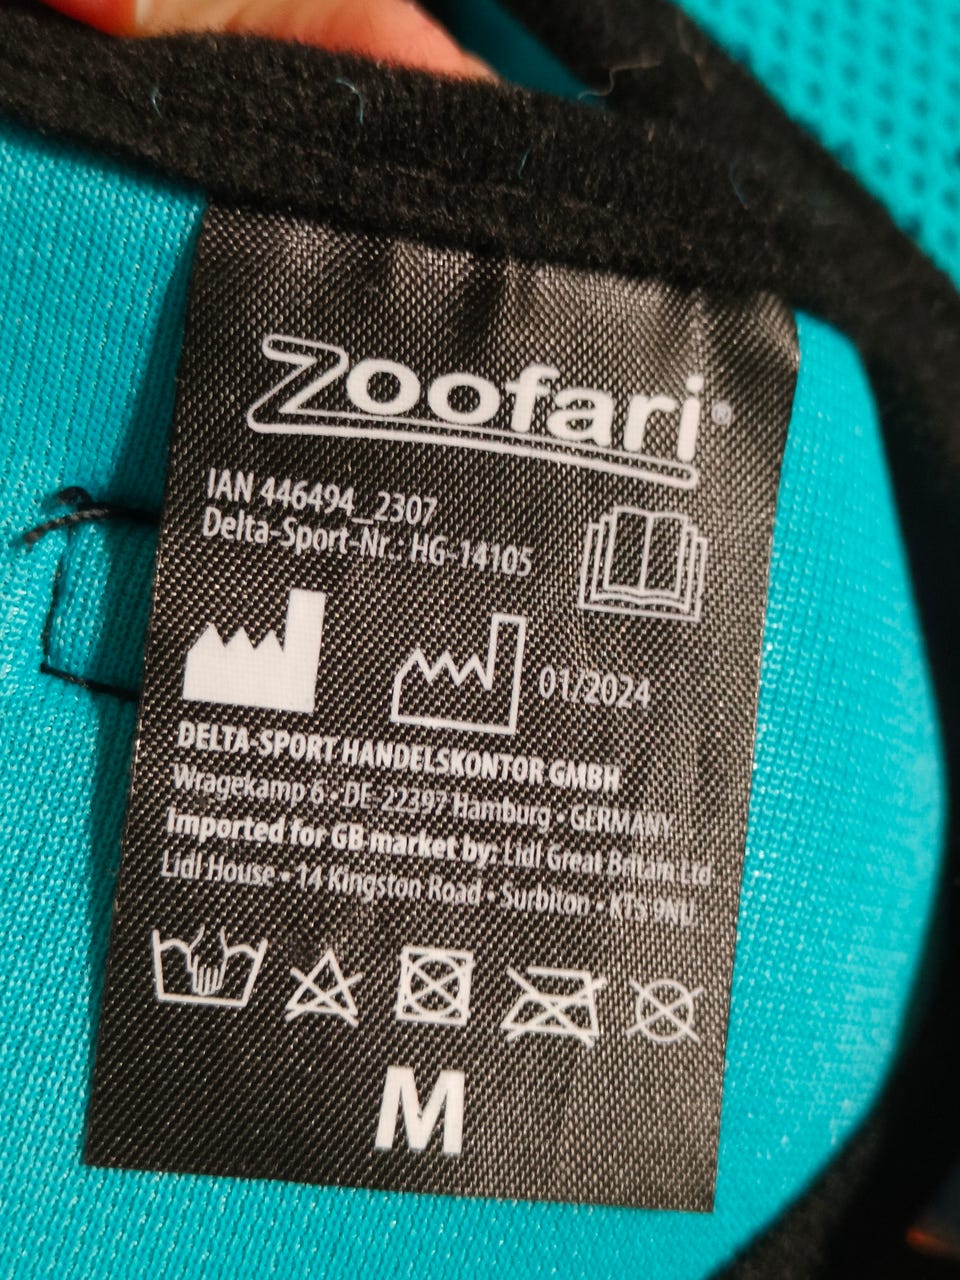 Zoofari®
IAN 446494_2307
Delta-Sport-Nr.: HG-14105
01/2024
DELTA-SPORT HANDELSKONTOR GMBH
Wragekamp 6 • DE-22397 Hamburg • GERMANY
Imported for GB market by: Lidl Great Britain Ltd
Lidl House • 14 Kingston Road • Surbiton • KT5 9NU
M